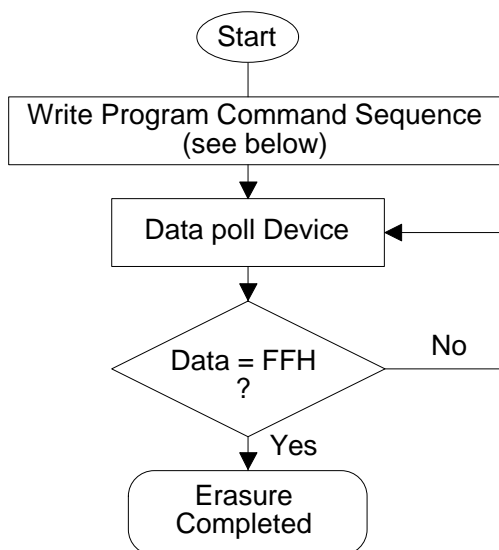 Start
Write Program Command Sequence
(see below)
Data poll Device
Data = FFH
?
No
Yes
Erasure
Completed